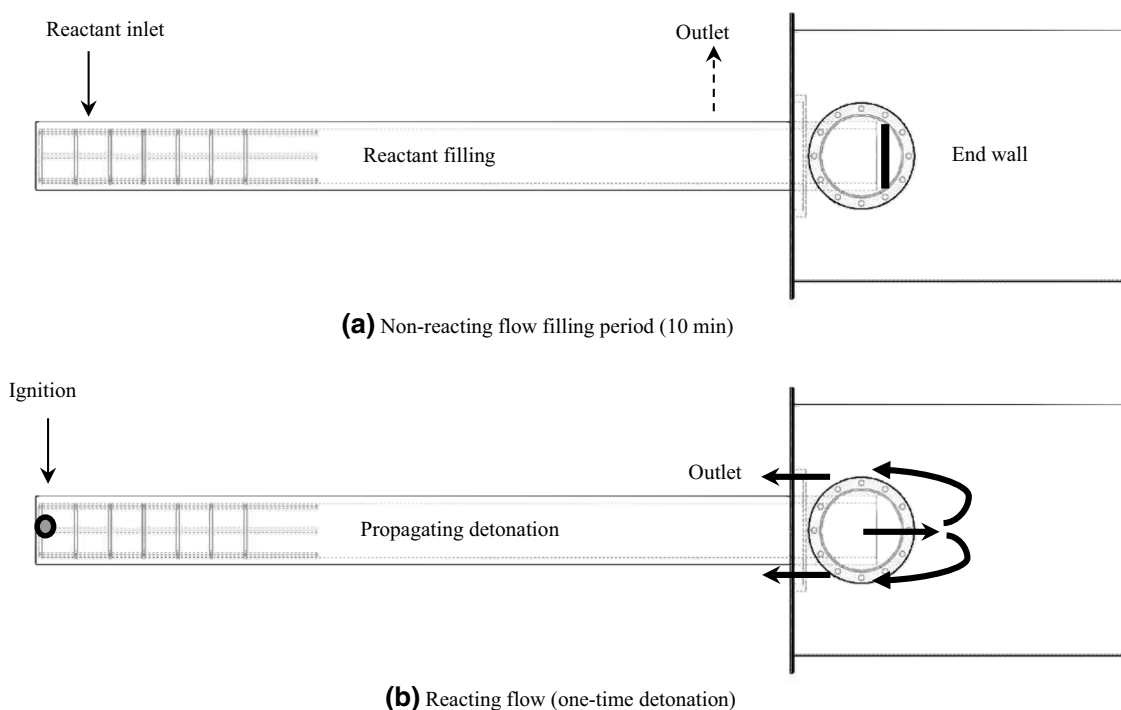 Reactant inlet
Outlet
Reactant filling
End wall
(a) Non-reacting flow filling period (10 min)
Ignition
Outlet
Propagating detonation
(b) Reacting flow (one-time detonation)